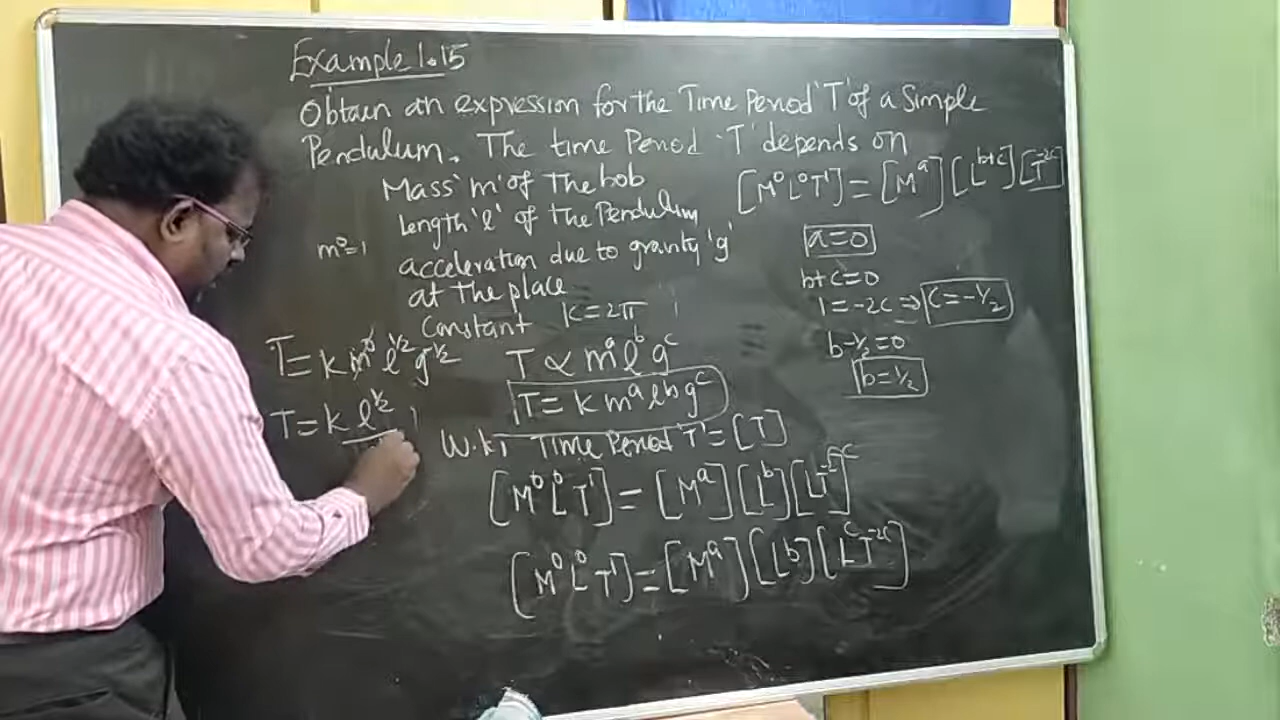 Example 1.15
Obtain an expression for the Time Period 'T' of a Simple
Pendulum. The time Period 'T' depends on
Mass 'm' of The bob
Length 'l' of the Pendulum
acceleration due to gravity 'g'
at the place
Constant K = 2π
T ∝ mᵃ lᵇ gᶜ
T = k mᵃ lᵇ gᶜ
W.k.T Time Period 'T' = [T]
[M⁰ L⁰ T¹] = [Mᵃ] [Lᵇ] [LT⁻²]ᶜ
[M⁰ L⁰ T¹] = [Mᵃ] [Lᵇ] [Lᶜ T⁻²ᶜ]
[M⁰ L⁰ T¹] = [Mᵃ] [Lᵇ⁺ᶜ] [T⁻²ᶜ]
a = 0
b+c = 0
1 = -2c ⇒ c = -1/2
b - 1/2 = 0
b = 1/2
m⁰ = 1
T = k m⁰ l^1/2 g^-1/2
T = k l^1/2